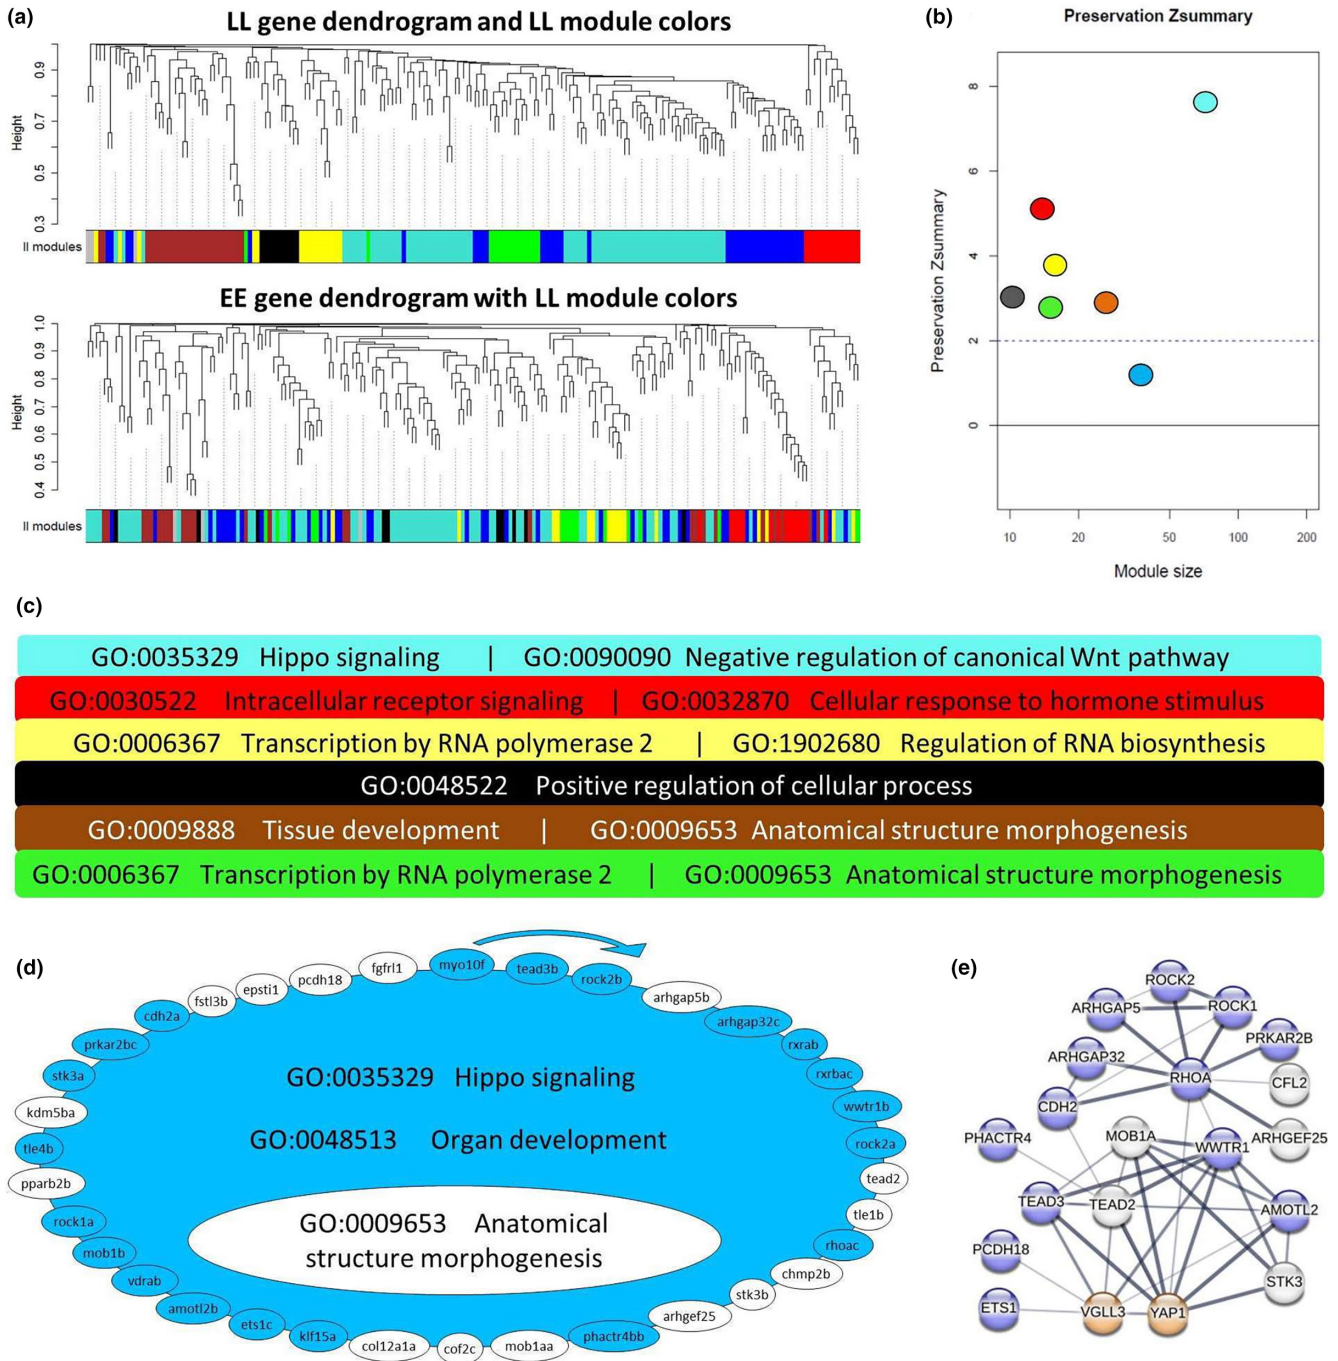 (a)
LL gene dendrogram and LL module colors
Height
0.9
0.7
0.5
0.3
ll modules
EE gene dendrogram with LL module colors
Height
1.0
0.9
0.8
0.7
0.6
0.5
0.4
ll modules
(b)
Preservation Zsummary
Preservation Zsummary
8
6
4
2
0
10 20 50 100 200
Module size
(c)
GO:0035329 Hippo signaling | GO:0090090 Negative regulation of canonical Wnt pathway
GO:0030522 Intracellular receptor signaling | GO:0032870 Cellular response to hormone stimulus
GO:0006367 Transcription by RNA polymerase 2 | GO:1902680 Regulation of RNA biosynthesis
GO:0048522 Positive regulation of cellular process
GO:0009888 Tissue development | GO:0009653 Anatomical structure morphogenesis
GO:0006367 Transcription by RNA polymerase 2 | GO:0009653 Anatomical structure morphogenesis
(d)
myo10f
tead3b
rock2b
arhgap5b
arhgap32c
rxrab
rxrbac
wwtr1b
rock2a
tead2
tle1b
rhoac
chmp2b
stk3b
arhgef25
phactr4bb
mob1aa
cof2c
col12a1a
klf15a
ets1c
amotl2b
vdrab
mob1b
rock1a
pparb2b
tle4b
kdm5ba
stk3a
prkar2bc
cdh2a
fstl3b
epsti1
pcdh18
fgfrl1
GO:0035329 Hippo signaling
GO:0048513 Organ development
GO:0009653 Anatomical
structure morphogenesis
(e)
ROCK2
ARHGAP5
ROCK1
PRKAR2B
ARHGAP32
RHOA
CFL2
CDH2
PHACTR4
MOB1A
WWTR1
ARHGEF25
TEAD3
TEAD2
AMOTL2
PCDH18
STK3
ETS1
VGLL3
YAP1